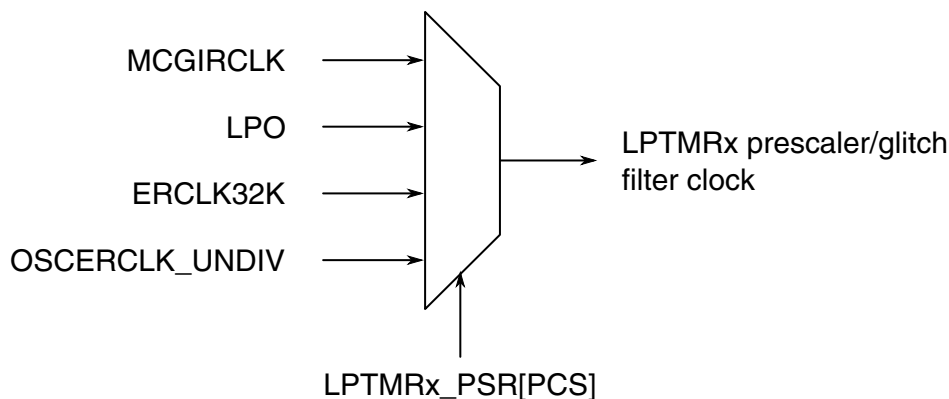 MCGIRCLK
LPO
ERCLK32K
OSCERCLK_UNDIV
LPTMRx prescaler/glitch
filter clock
LPTMRx_PSR[PCS]